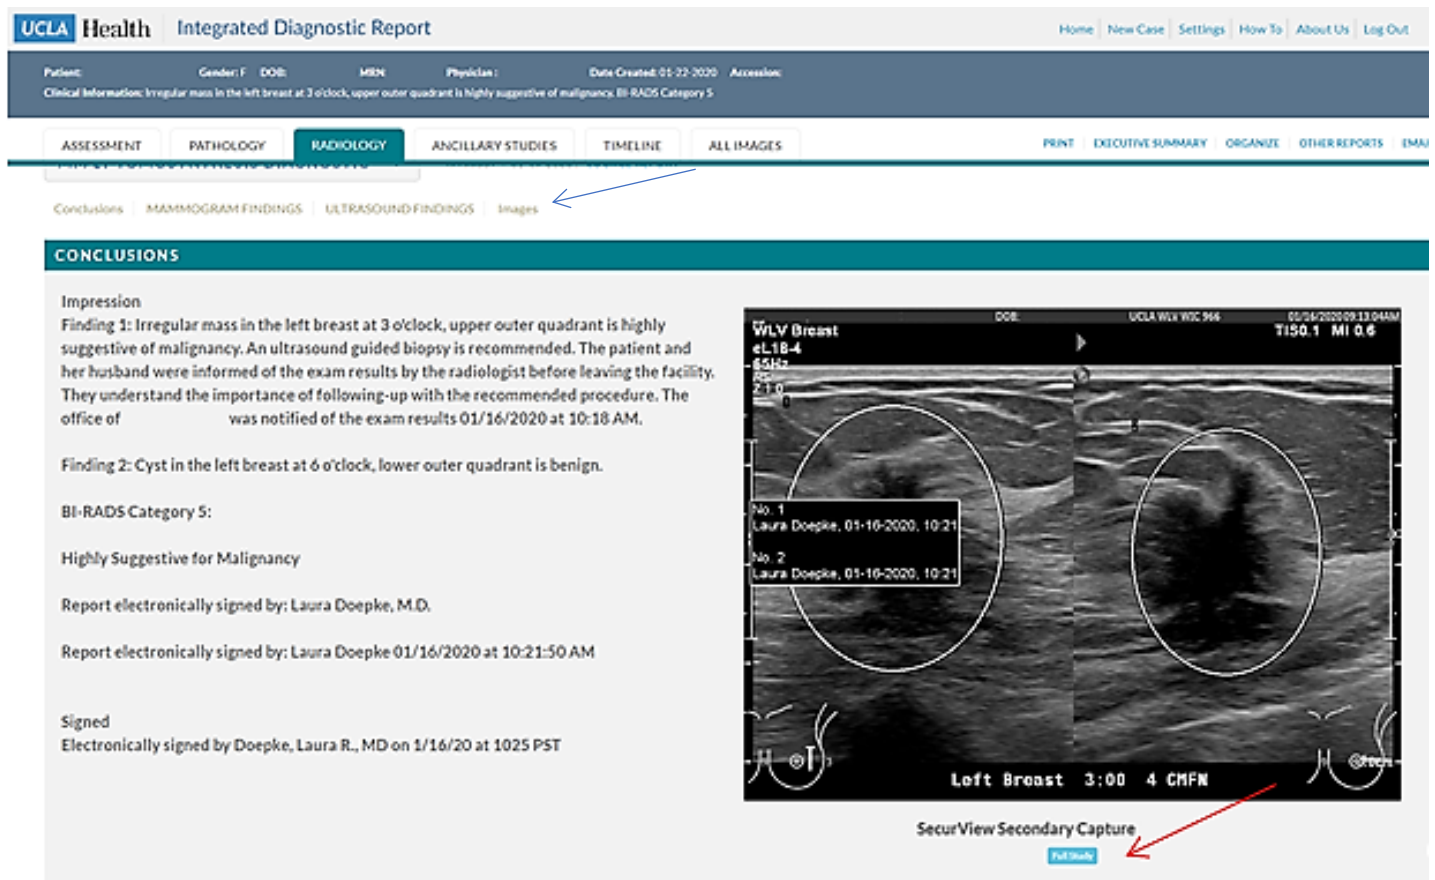 UCLA Health Integrated Diagnostic Report
Home New Case Settings How To About Us Log Out
Patient: Gender: F DOB: MRN: Physician : Date Created: 01-22-2020 Accession:
Clinical Information: Irregular mass in the left breast at 3 o'clock, upper outer quadrant is highly suggestive of malignancy. BI-RADS Category 5
ASSESSMENT PATHOLOGY RADIOLOGY ANCILLARY STUDIES TIMELINE ALL IMAGES
PRINT EXECUTIVE SUMMARY ORGANIZE OTHER REPORTS EMAI
Conclusions MAMMOGRAM FINDINGS ULTRASOUND FINDINGS Images
CONCLUSIONS
Impression
Finding 1: Irregular mass in the left breast at 3 o'clock, upper outer quadrant is highly
suggestive of malignancy. An ultrasound guided biopsy is recommended. The patient and
her husband were informed of the exam results by the radiologist before leaving the facility.
They understand the importance of following-up with the recommended procedure. The
office of was notified of the exam results 01/16/2020 at 10:18 AM.
Finding 2: Cyst in the left breast at 6 o'clock, lower outer quadrant is benign.
BI-RADS Category 5:
Highly Suggestive for Malignancy
Report electronically signed by: Laura Doepke, M.D.
Report electronically signed by: Laura Doepke 01/16/2020 at 10:21:50 AM
Signed
Electronically signed by Doepke, Laura R., MD on 1/16/20 at 1025 PST
DOB: UCLA WLV WIC 966 01/16/2020 09:13:04AM
WLV Breast TIS0.1 MI 0.6
eL18-4
65Hz
No. 1
Laura Doepke, 01-16-2020, 10:21
No. 2
Laura Doepke, 01-16-2020, 10:21
Left Breast 3:00 4 CMFN
SecurView Secondary Capture
Full Study